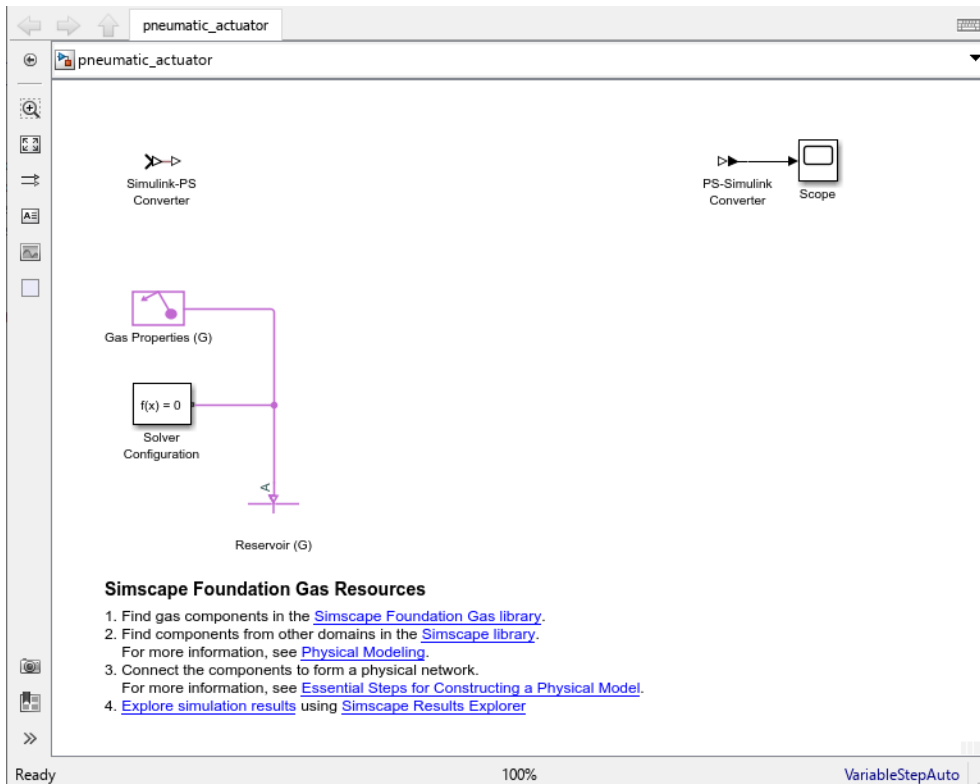 pneumatic_actuator
pneumatic_actuator
Simulink-PS
Converter
PS-Simulink
Converter
Scope
Gas Properties (G)
f(x) = 0
Solver
Configuration
A
Reservoir (G)
Simscape Foundation Gas Resources
1. Find gas components in the Simscape Foundation Gas library.
2. Find components from other domains in the Simscape library.
For more information, see Physical Modeling.
3. Connect the components to form a physical network.
For more information, see Essential Steps for Constructing a Physical Model.
4. Explore simulation results using Simscape Results Explorer
Ready
100%
VariableStepAuto